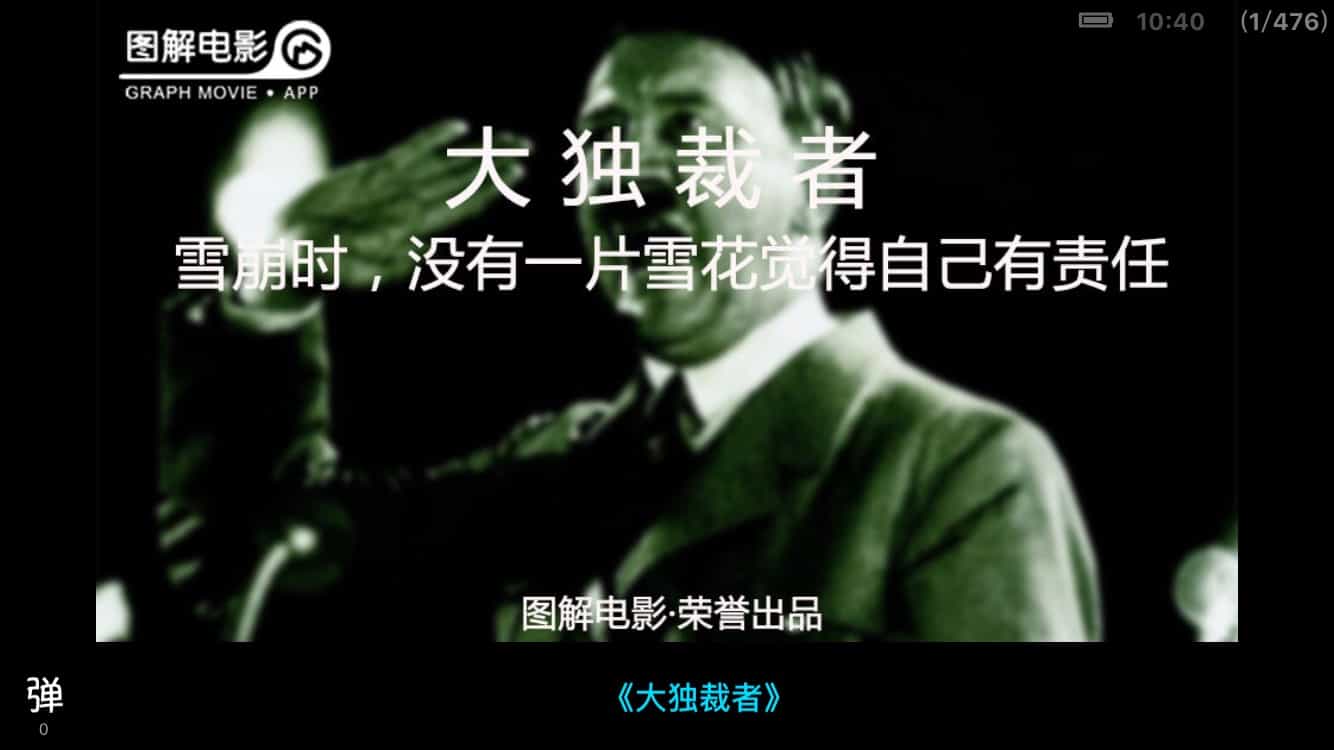 10:40 (1/476)
图解电影
GRAPH MOVIE • APP
大独裁者
雪崩时，没有一片雪花觉得自己有责任
图解电影·荣誉出品
弹
0
《大独裁者》